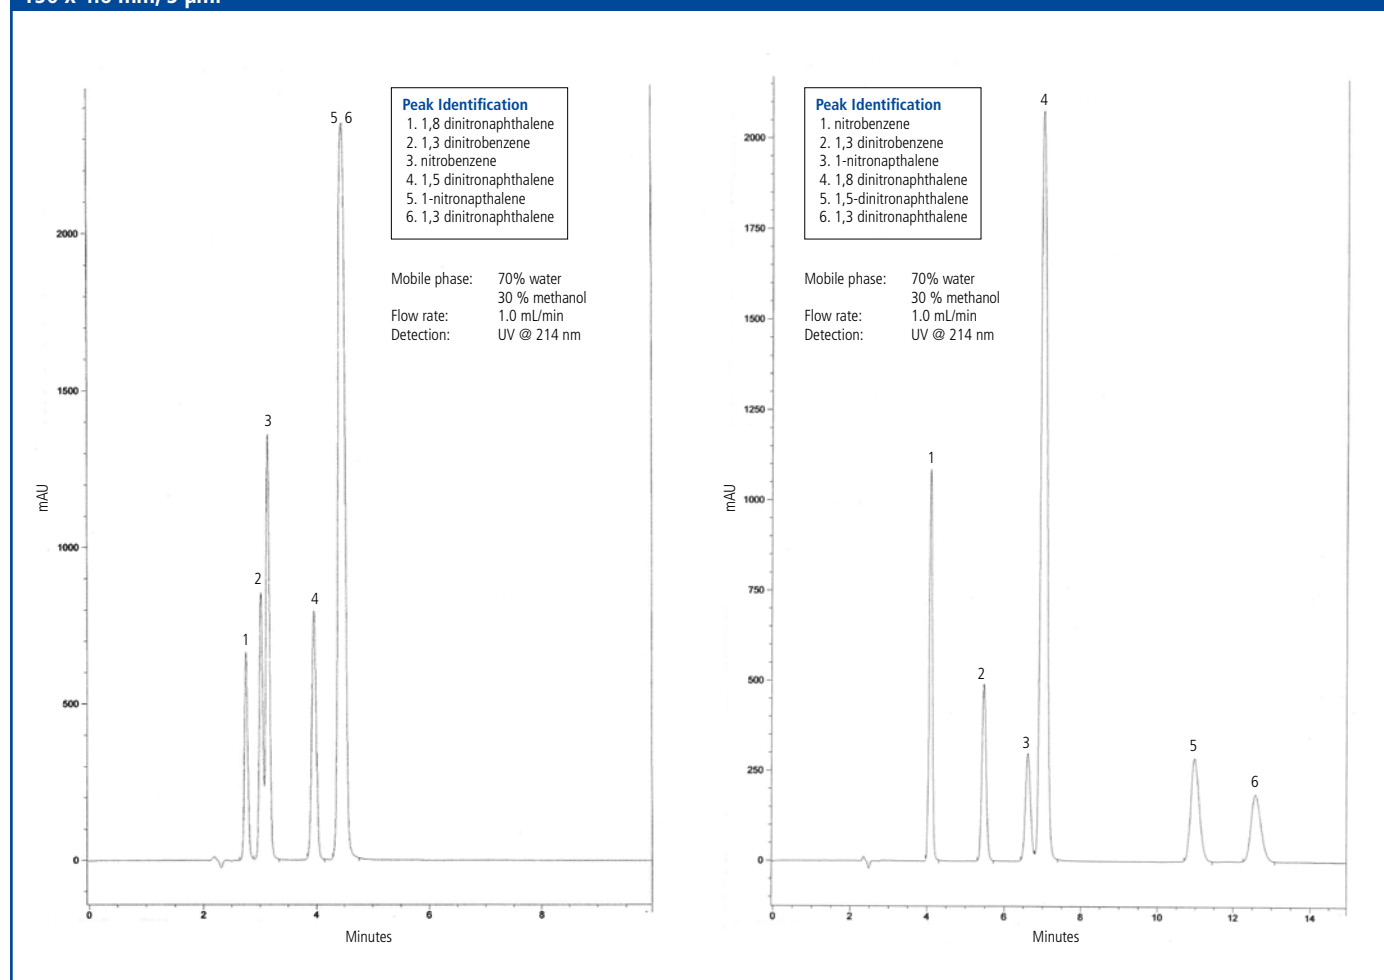 150 x 4.6 mm, 5 µm.
Peak Identification
1. 1,8 dinitronaphthalene
2. 1,3 dinitrobenzene
3. nitrobenzene
4. 1,5 dinitronaphthalene
5. 1-nitronapthalene
6. 1,3 dinitronaphthalene
Mobile phase: 70% water
30 % methanol
Flow rate: 1.0 mL/min
Detection: UV @ 214 nm
5 6
2000
1500
3
mAU
1000
2
4
1
500
0
0 2 4 6 8
Minutes
Peak Identification
1. nitrobenzene
2. 1,3 dinitrobenzene
3. 1-nitronapthalene
4. 1,8 dinitronaphthalene
5. 1,5-dinitronaphthalene
6. 1,3 dinitronaphthalene
Mobile phase: 70% water
30 % methanol
Flow rate: 1.0 mL/min
Detection: UV @ 214 nm
4
2000
1750
1500
1250
1
mAU
1000
750
2
500
3
5
250
6
0
0 2 4 6 8 10 12 14
Minutes